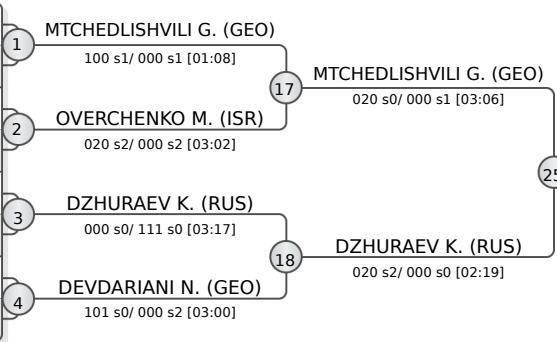 MTCHEDLISHVILI G. (GEO)
1
100 s1/ 000 s1 [01:08]
17
MTCHEDLISHVILI G. (GEO)
020 s0/ 000 s1 [03:06]
OVERCHENKO M. (ISR)
2
020 s2/ 000 s2 [03:02]
25
DZHURAEV K. (RUS)
3
000 s0/ 111 s0 [03:17]
18
DZHURAEV K. (RUS)
020 s2/ 000 s0 [02:19]
DEVDARIANI N. (GEO)
4
101 s0/ 000 s2 [03:00]